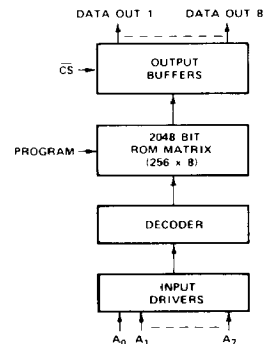 DATA OUT 1 DATA OUT 8
OUTPUT
BUFFERS
CS
2048 BIT
ROM MATRIX
(256 x 8)
PROGRAM
DECODER
INPUT
DRIVERS
A0 A1 A7